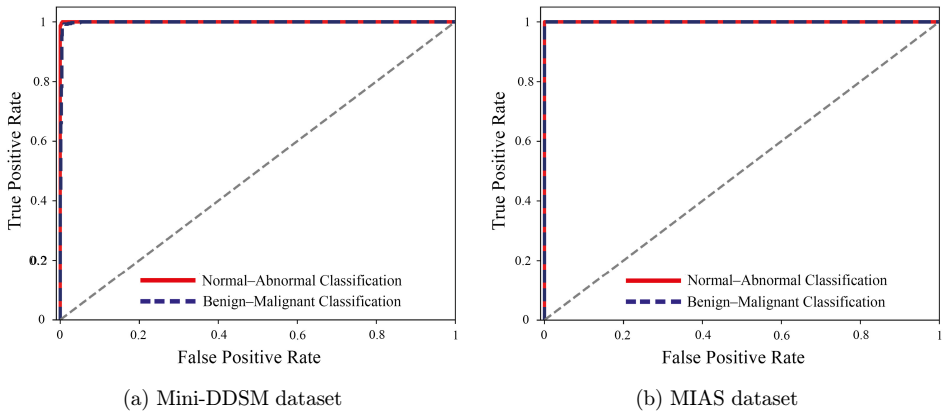 1
0.8
0.6
0.4
0.2
0
True Positive Rate
Normal–Abnormal Classification
Benign–Malignant Classification
0 0.2 0.4 0.6 0.8 1
False Positive Rate
(a) Mini-DDSM dataset
1
0.8
0.6
0.4
0.2
0
True Positive Rate
Normal–Abnormal Classification
Benign–Malignant Classification
0 0.2 0.4 0.6 0.8 1
False Positive Rate
(b) MIAS dataset